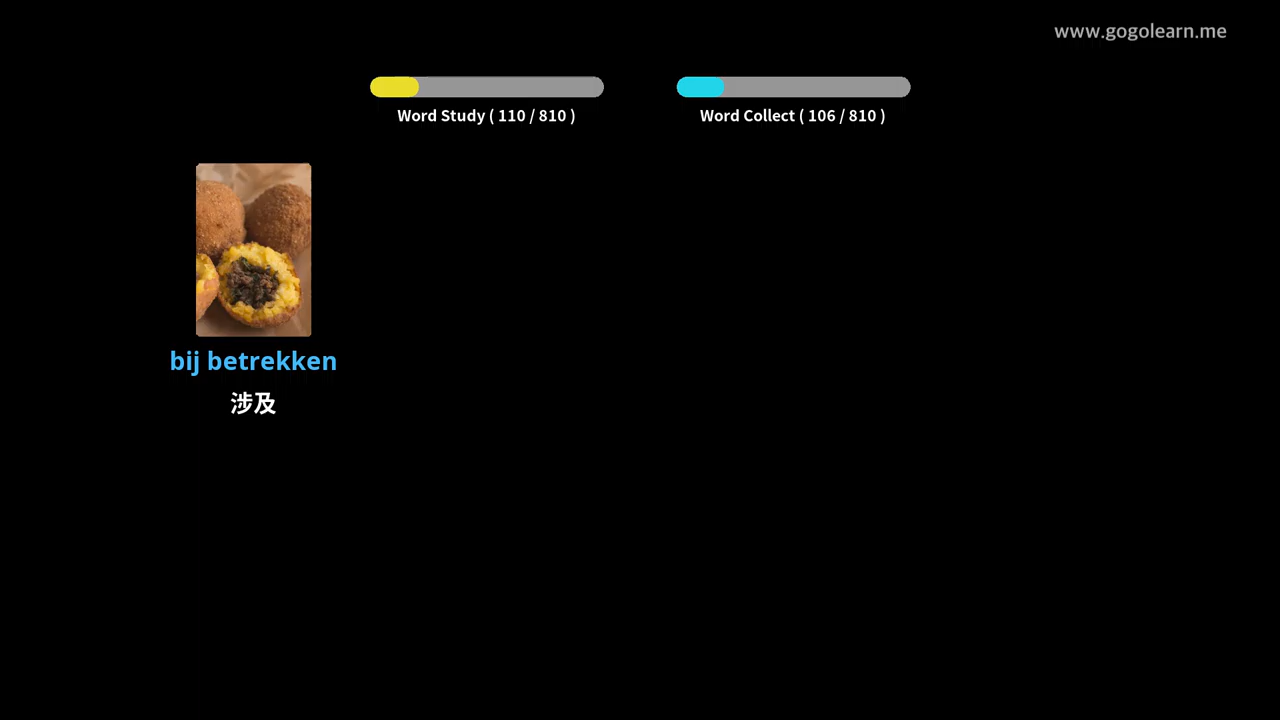 www.gogolearn.me
Word Study ( 110 / 810 )
Word Collect ( 106 / 810 )
bij betrekken
涉及